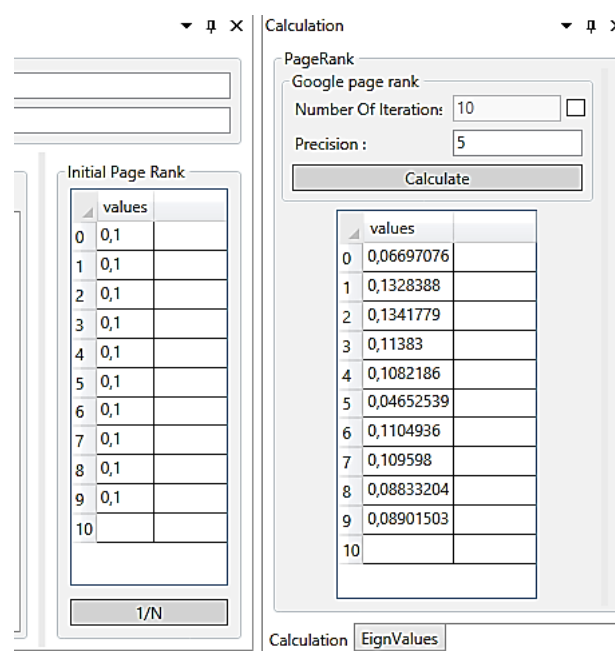 Calculation
PageRank
Google page rank
Number Of Iterations
10
Precision :
5
Calculate
Initial Page Rank
values
0 0,1
1 0,1
2 0,1
3 0,1
4 0,1
5 0,1
6 0,1
7 0,1
8 0,1
9 0,1
10
1/N
values
0 0,06697076
1 0,1328388
2 0,1341779
3 0,11383
4 0,1082186
5 0,04652539
6 0,1104936
7 0,109598
8 0,08833204
9 0,08901503
10
Calculation EignValues